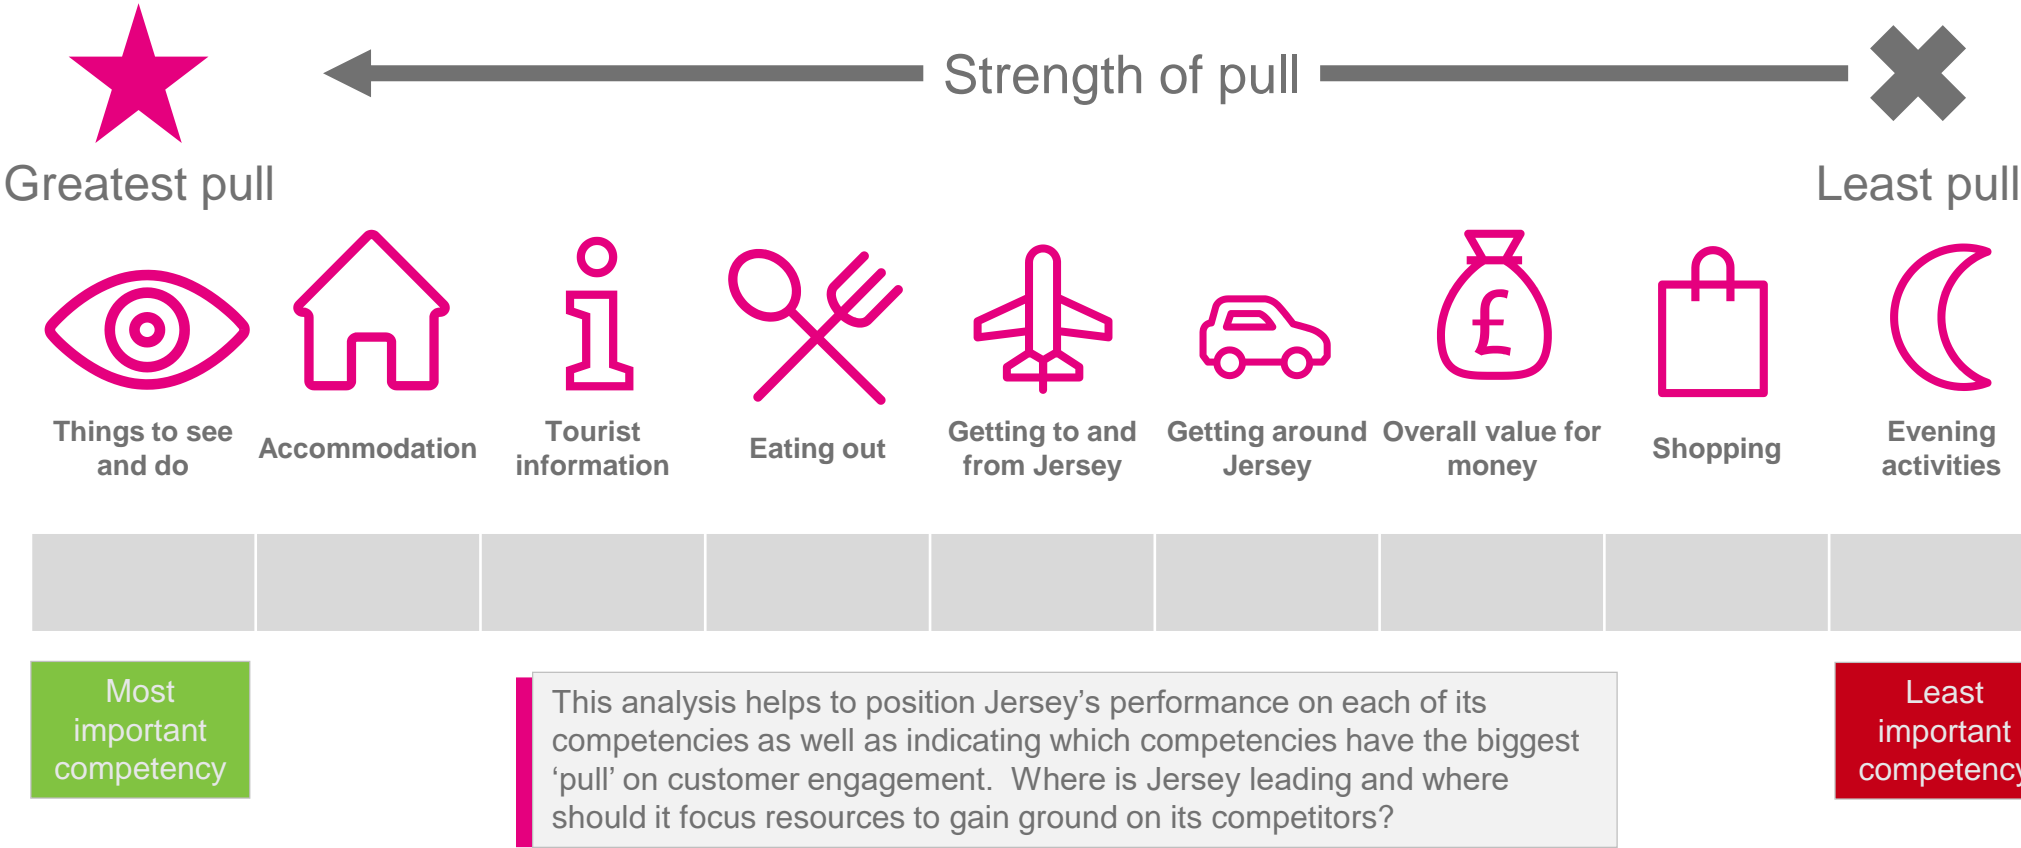 Strength of pull
Greatest pull
Least pull
£
Things to see
and do
Accommodation
Tourist
information
Eating out
Getting to and
from Jersey
Getting around
Jersey
Overall value for
money
Shopping
Evening
activities
Most
important
competency
This analysis helps to position Jersey’s performance on each of its
competencies as well as indicating which competencies have the biggest
‘pull’ on customer engagement.  Where is Jersey leading and where
should it focus resources to gain ground on its competitors?
Least
important
competency